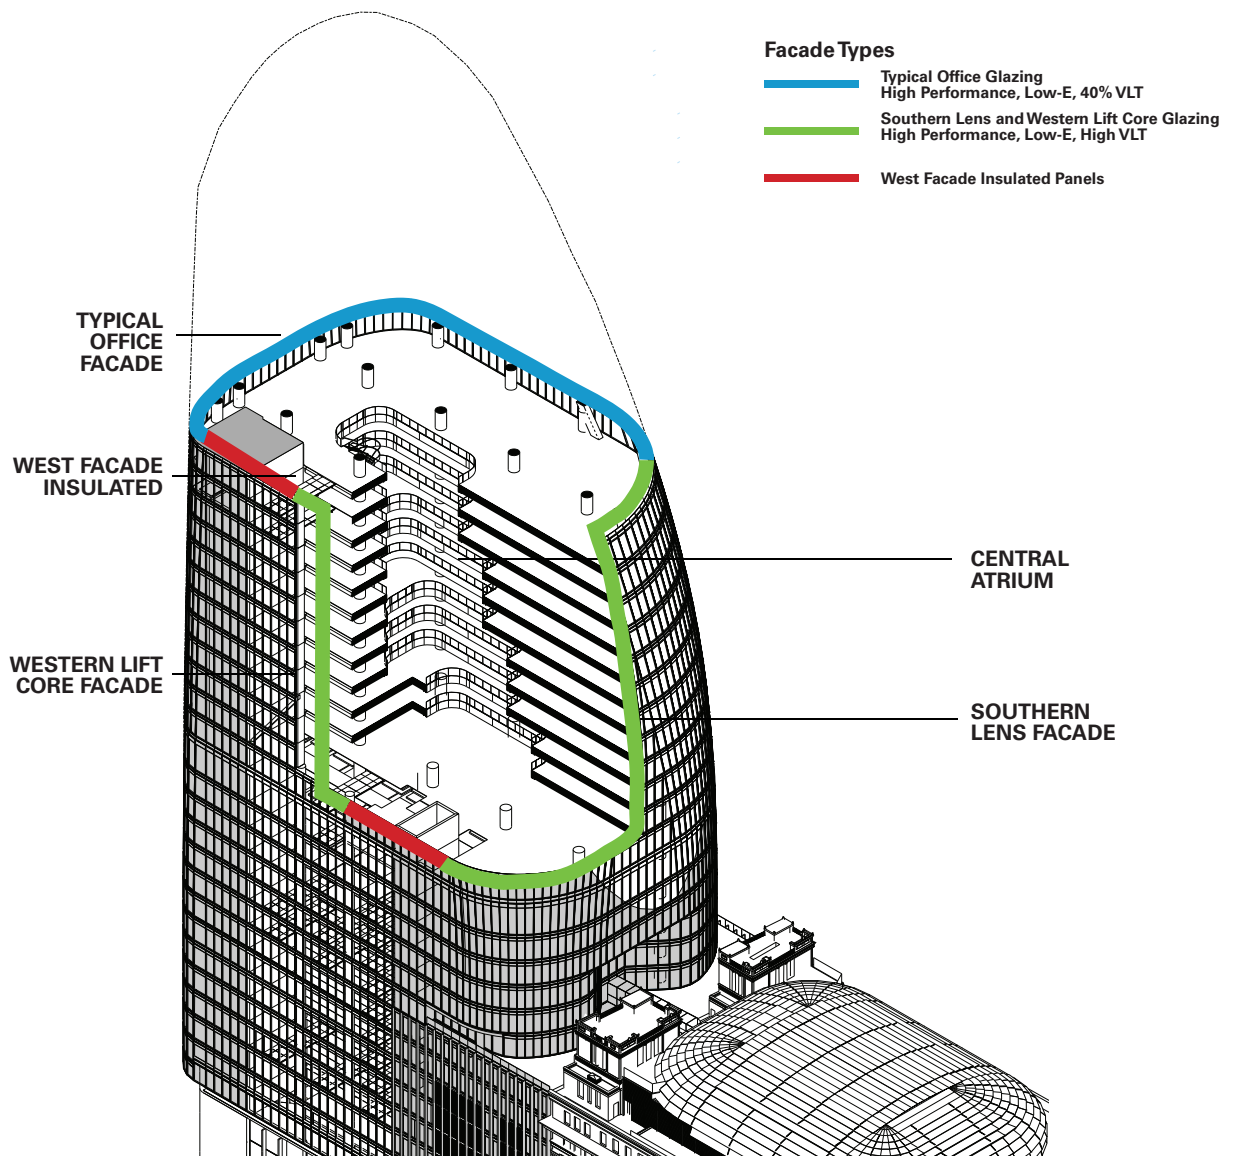 Facade Types
Typical Office Glazing
High Performance, Low-E, 40% VLT
Southern Lens and Western Lift Core Glazing
High Performance, Low-E, High VLT
West Facade Insulated Panels
TYPICAL
OFFICE
FACADE
WEST FACADE
INSULATED
CENTRAL
ATRIUM
WESTERN LIFT
CORE FACADE
SOUTHERN
LENS FACADE